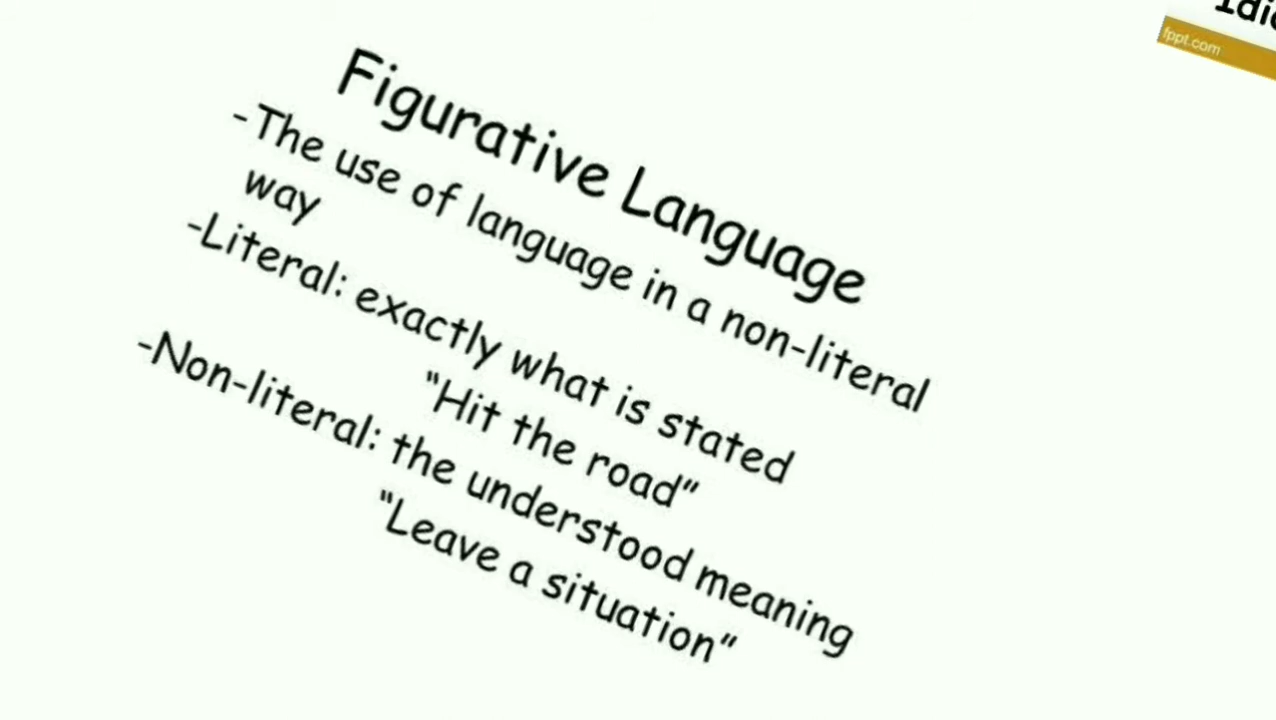 Figurative Language
-The use of language in a non-literal
way
-Literal: exactly what is stated
"Hit the road"
-Non-literal: the understood meaning
"Leave a situation"
fppt.com